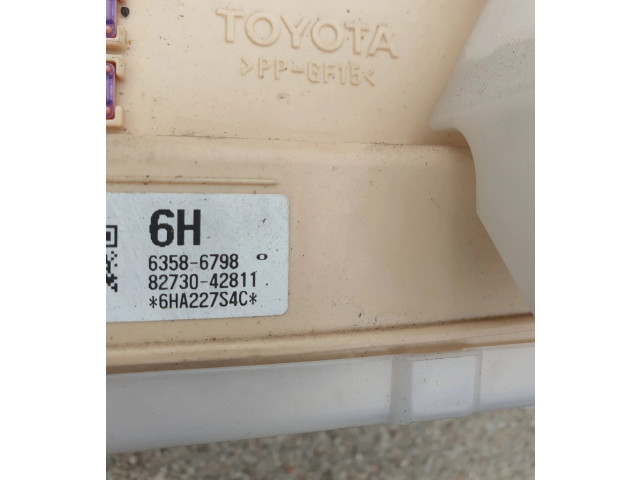 TOYOTA
>PP-GF15<
6H
6358-6798
82730-42811
*6HA227S4C*